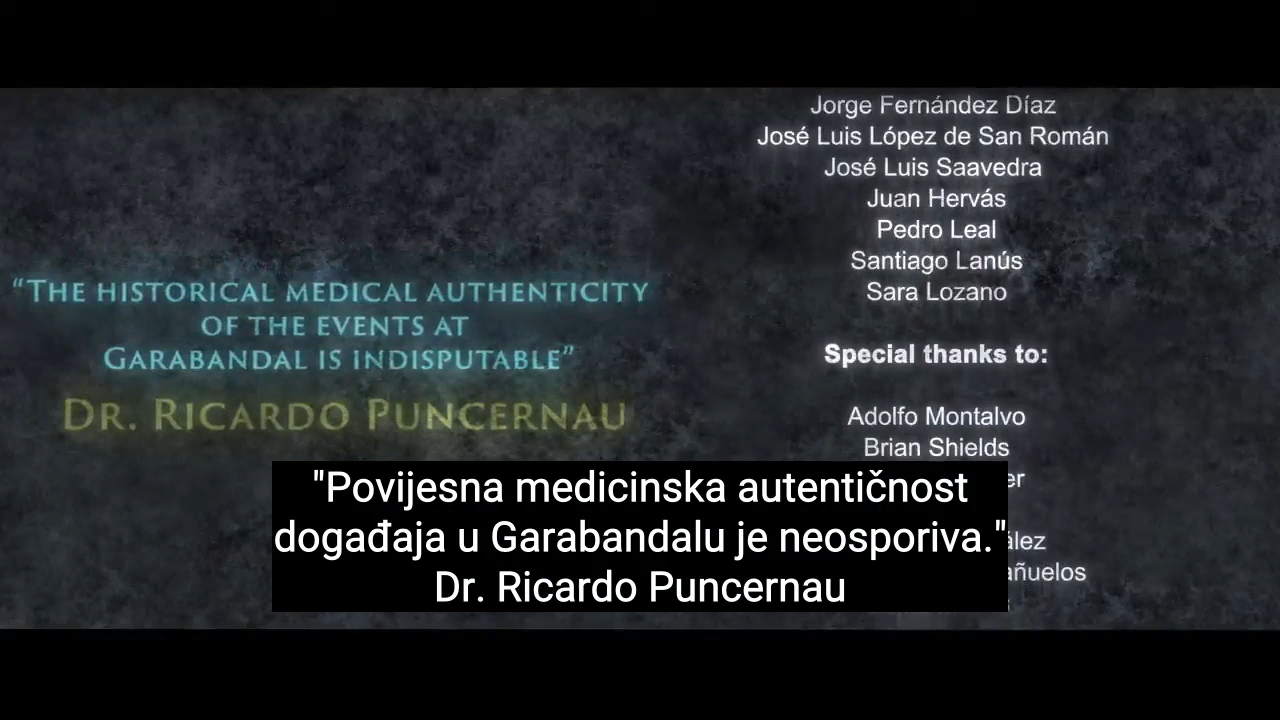 “THE HISTORICAL MEDICAL AUTHENTICITY
OF THE EVENTS AT
GARABANDAL IS INDISPUTABLE”
DR. RICARDO PUNCERNAU
Jorge Fernández Díaz
José Luis López de San Román
José Luis Saavedra
Juan Hervás
Pedro Leal
Santiago Lanús
Sara Lozano
Special thanks to:
Adolfo Montalvo
Brian Shields
"Povijesna medicinska autentičnost
događaja u Garabandalu je neosporiva."
Dr. Ricardo Puncernau